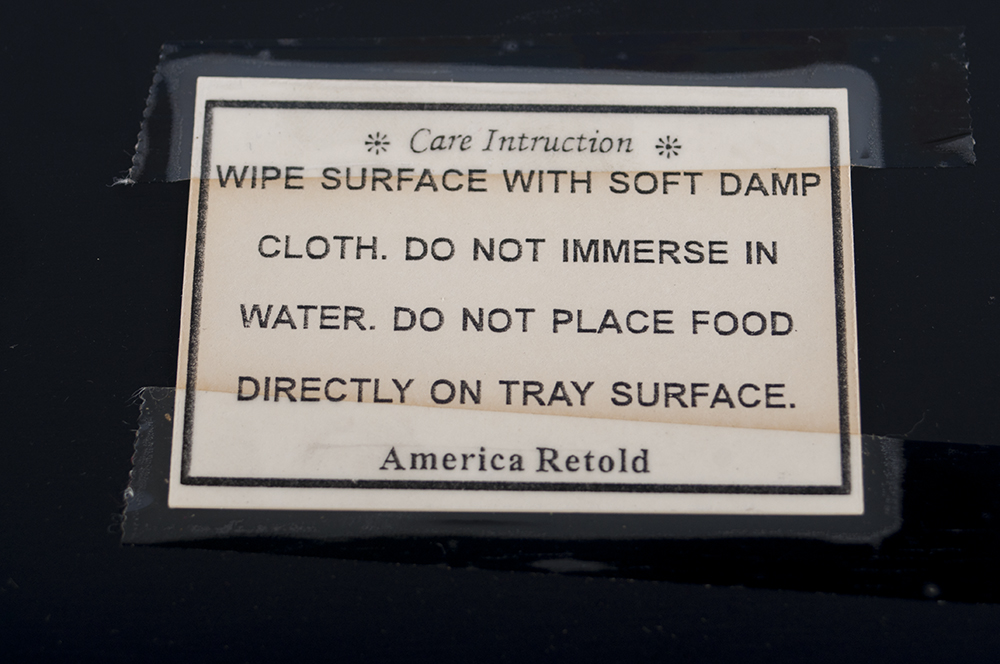 Care Intruction
WIPE SURFACE WITH SOFT DAMP
CLOTH. DO NOT IMMERSE IN
WATER. DO NOT PLACE FOOD
DIRECTLY ON TRAY SURFACE.
America Retold